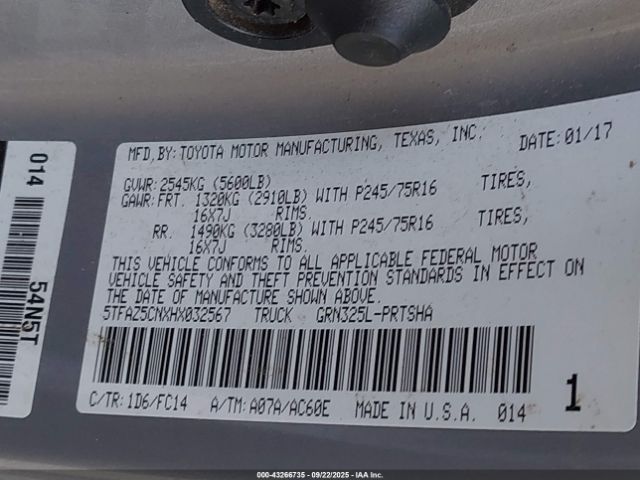 MFD. BY: TOYOTA MOTOR MANUFACTURING, TEXAS, INC. DATE: 01/17
GVWR: 2545KG (5600LB)
GAWR: FRT. 1320KG (2910LB) WITH P245/75R16 TIRES,
16X7J RIMS.
RR. 1490KG (3280LB) WITH P245/75R16 TIRES,
16X7J RIMS.
THIS VEHICLE CONFORMS TO ALL APPLICABLE FEDERAL MOTOR
VEHICLE SAFETY AND THEFT PREVENTION STANDARDS IN EFFECT ON
THE DATE OF MANUFACTURE SHOWN ABOVE.
5TFAZ5CNXHX032567 TRUCK GRN325L-PRTSHA
C/TR: 1D6/FC14 A/TM: A07A/AC60E MADE IN U.S.A. 014
1
014
54N5T
000-43266735 - 09/22/2025 - IAA Inc.